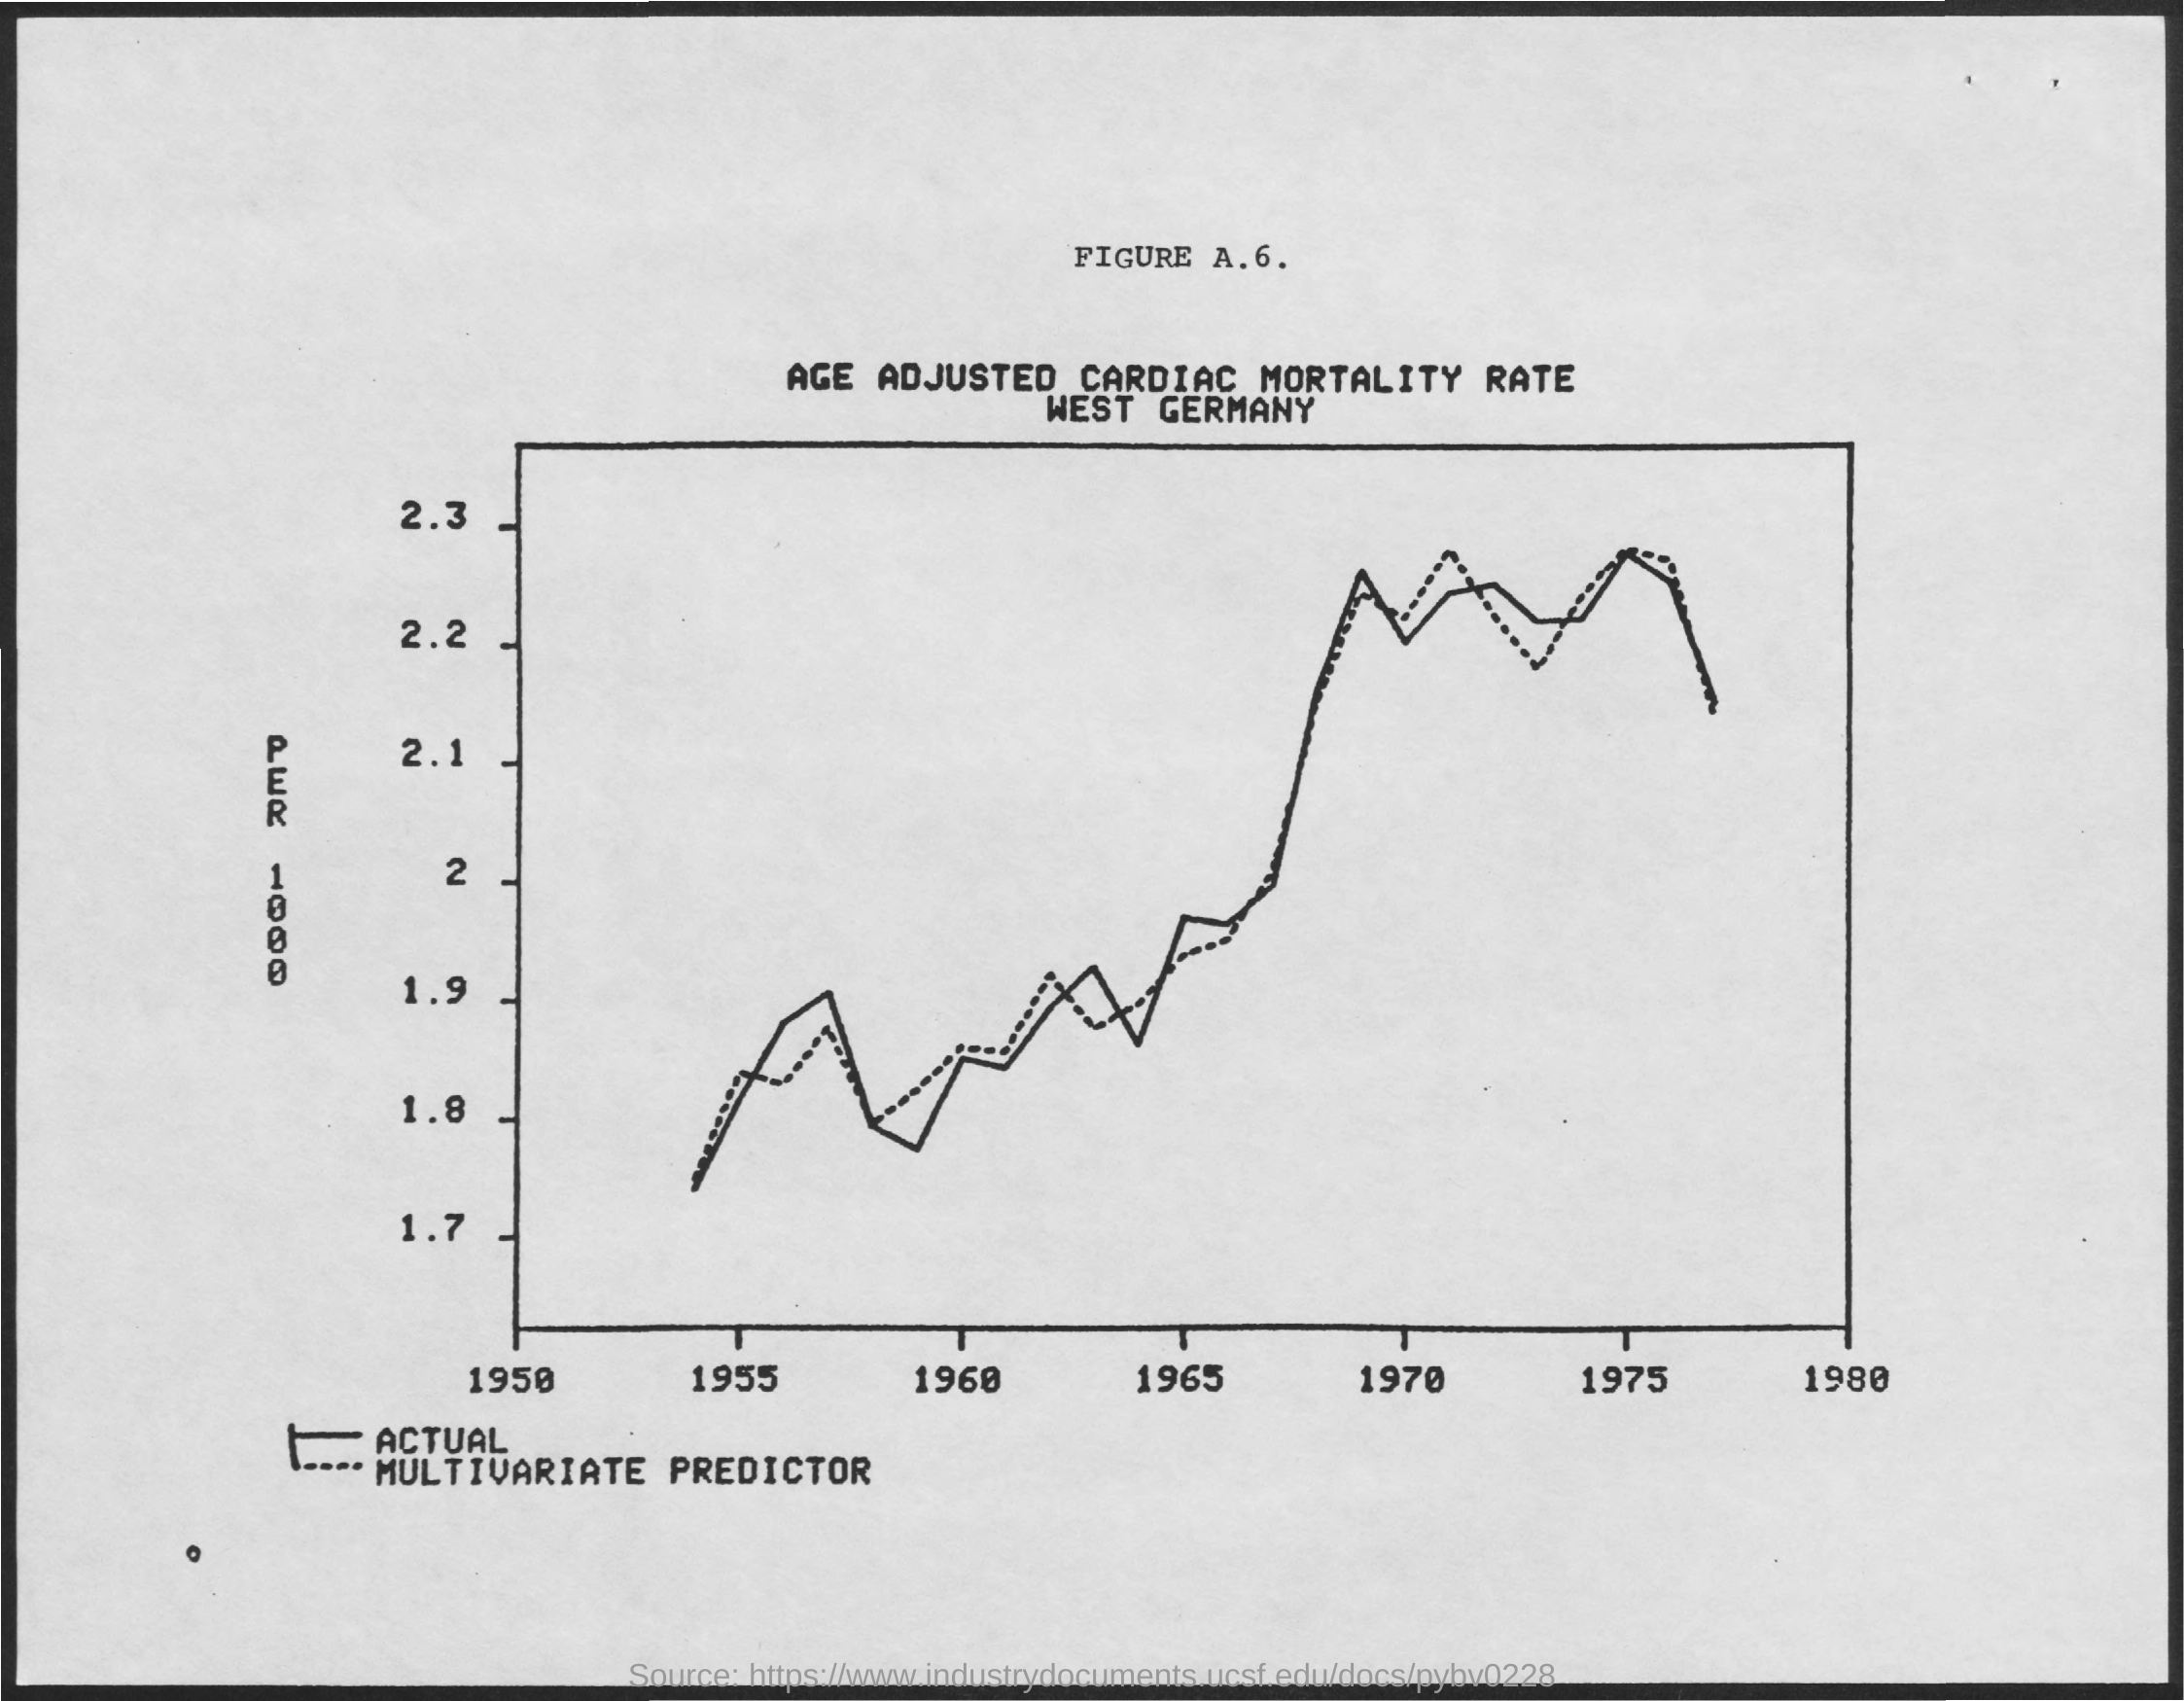 FIGURE A.6.
AGE ADJUSTED CARDIAC MORTALITY RATE
WEST GERMANY
2.3
2.2
2.1
2
1.9
1.8
1.7
PER 1000
1950 1955 1960 1965 1970 1975 1980
ACTUAL
MULTIVARIATE PREDICTOR
Source: https://www.industrydocuments.ucsf.edu/docs/pybv0228